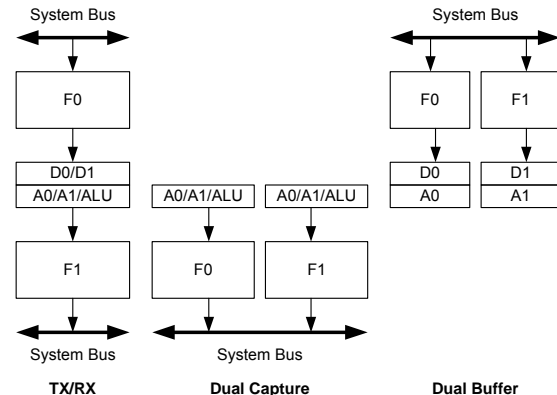 System Bus
System Bus
F0
F0
F1
D0/D1
D0
D1
A0/A1/ALU
A0/A1/ALU
A0/A1/ALU
A0
A1
F1
F0
F1
System Bus
System Bus
TX/RX
Dual Capture
Dual Buffer